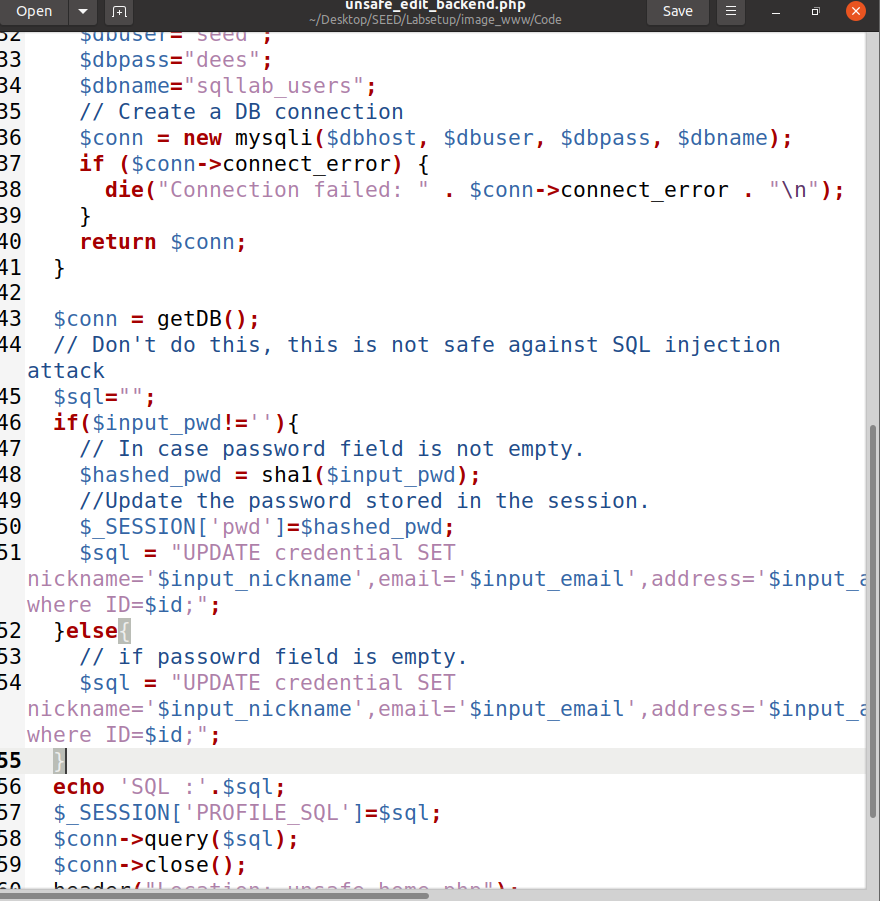 Open
unsafe_edit_backend.php
~/Desktop/SEED/Labsetup/image_www/Code
Save
32 $dbuser="seed";
33 $dbpass="dees";
34 $dbname="sqllab_users";
35 // Create a DB connection
36 $conn = new mysqli($dbhost, $dbuser, $dbpass, $dbname);
37 if ($conn->connect_error) {
38 die("Connection failed: " . $conn->connect_error . "\n");
39 }
40 return $conn;
41 }
42
43 $conn = getDB();
44 // Don't do this, this is not safe against SQL injection
attack
45 $sql="";
46 if($input_pwd!=''){
47 // In case password field is not empty.
48 $hashed_pwd = sha1($input_pwd);
49 //Update the password stored in the session.
50 $_SESSION['pwd']=$hashed_pwd;
51 $sql = "UPDATE credential SET
nickname='$input_nickname',email='$input_email',address='$input_a
where ID=$id;";
52 }else{
53 // if passowrd field is empty.
54 $sql = "UPDATE credential SET
nickname='$input_nickname',email='$input_email',address='$input_a
where ID=$id;";
55 }
56 echo 'SQL :'.$sql;
57 $_SESSION['PROFILE_SQL']=$sql;
58 $conn->query($sql);
59 $conn->close();
60 header("Location: unsafe_home.php");